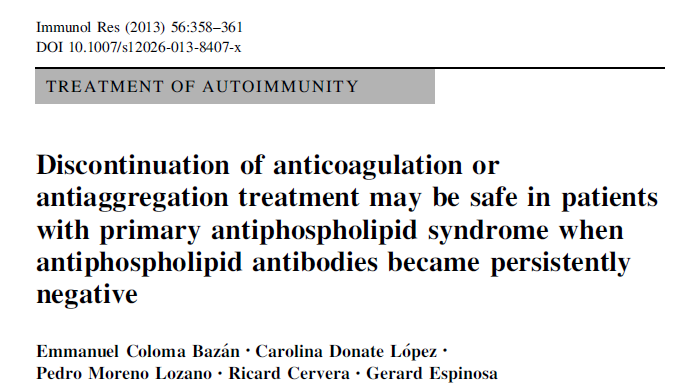 Immunol Res (2013) 56:358–361
DOI 10.1007/s12026-013-8407-x
TREATMENT OF AUTOIMMUNITY
Discontinuation of anticoagulation or
antiaggregation treatment may be safe in patients
with primary antiphospholipid syndrome when
antiphospholipid antibodies became persistently
negative
Emmanuel Coloma Bazán · Carolina Donate López ·
Pedro Moreno Lozano · Ricard Cervera · Gerard Espinosa